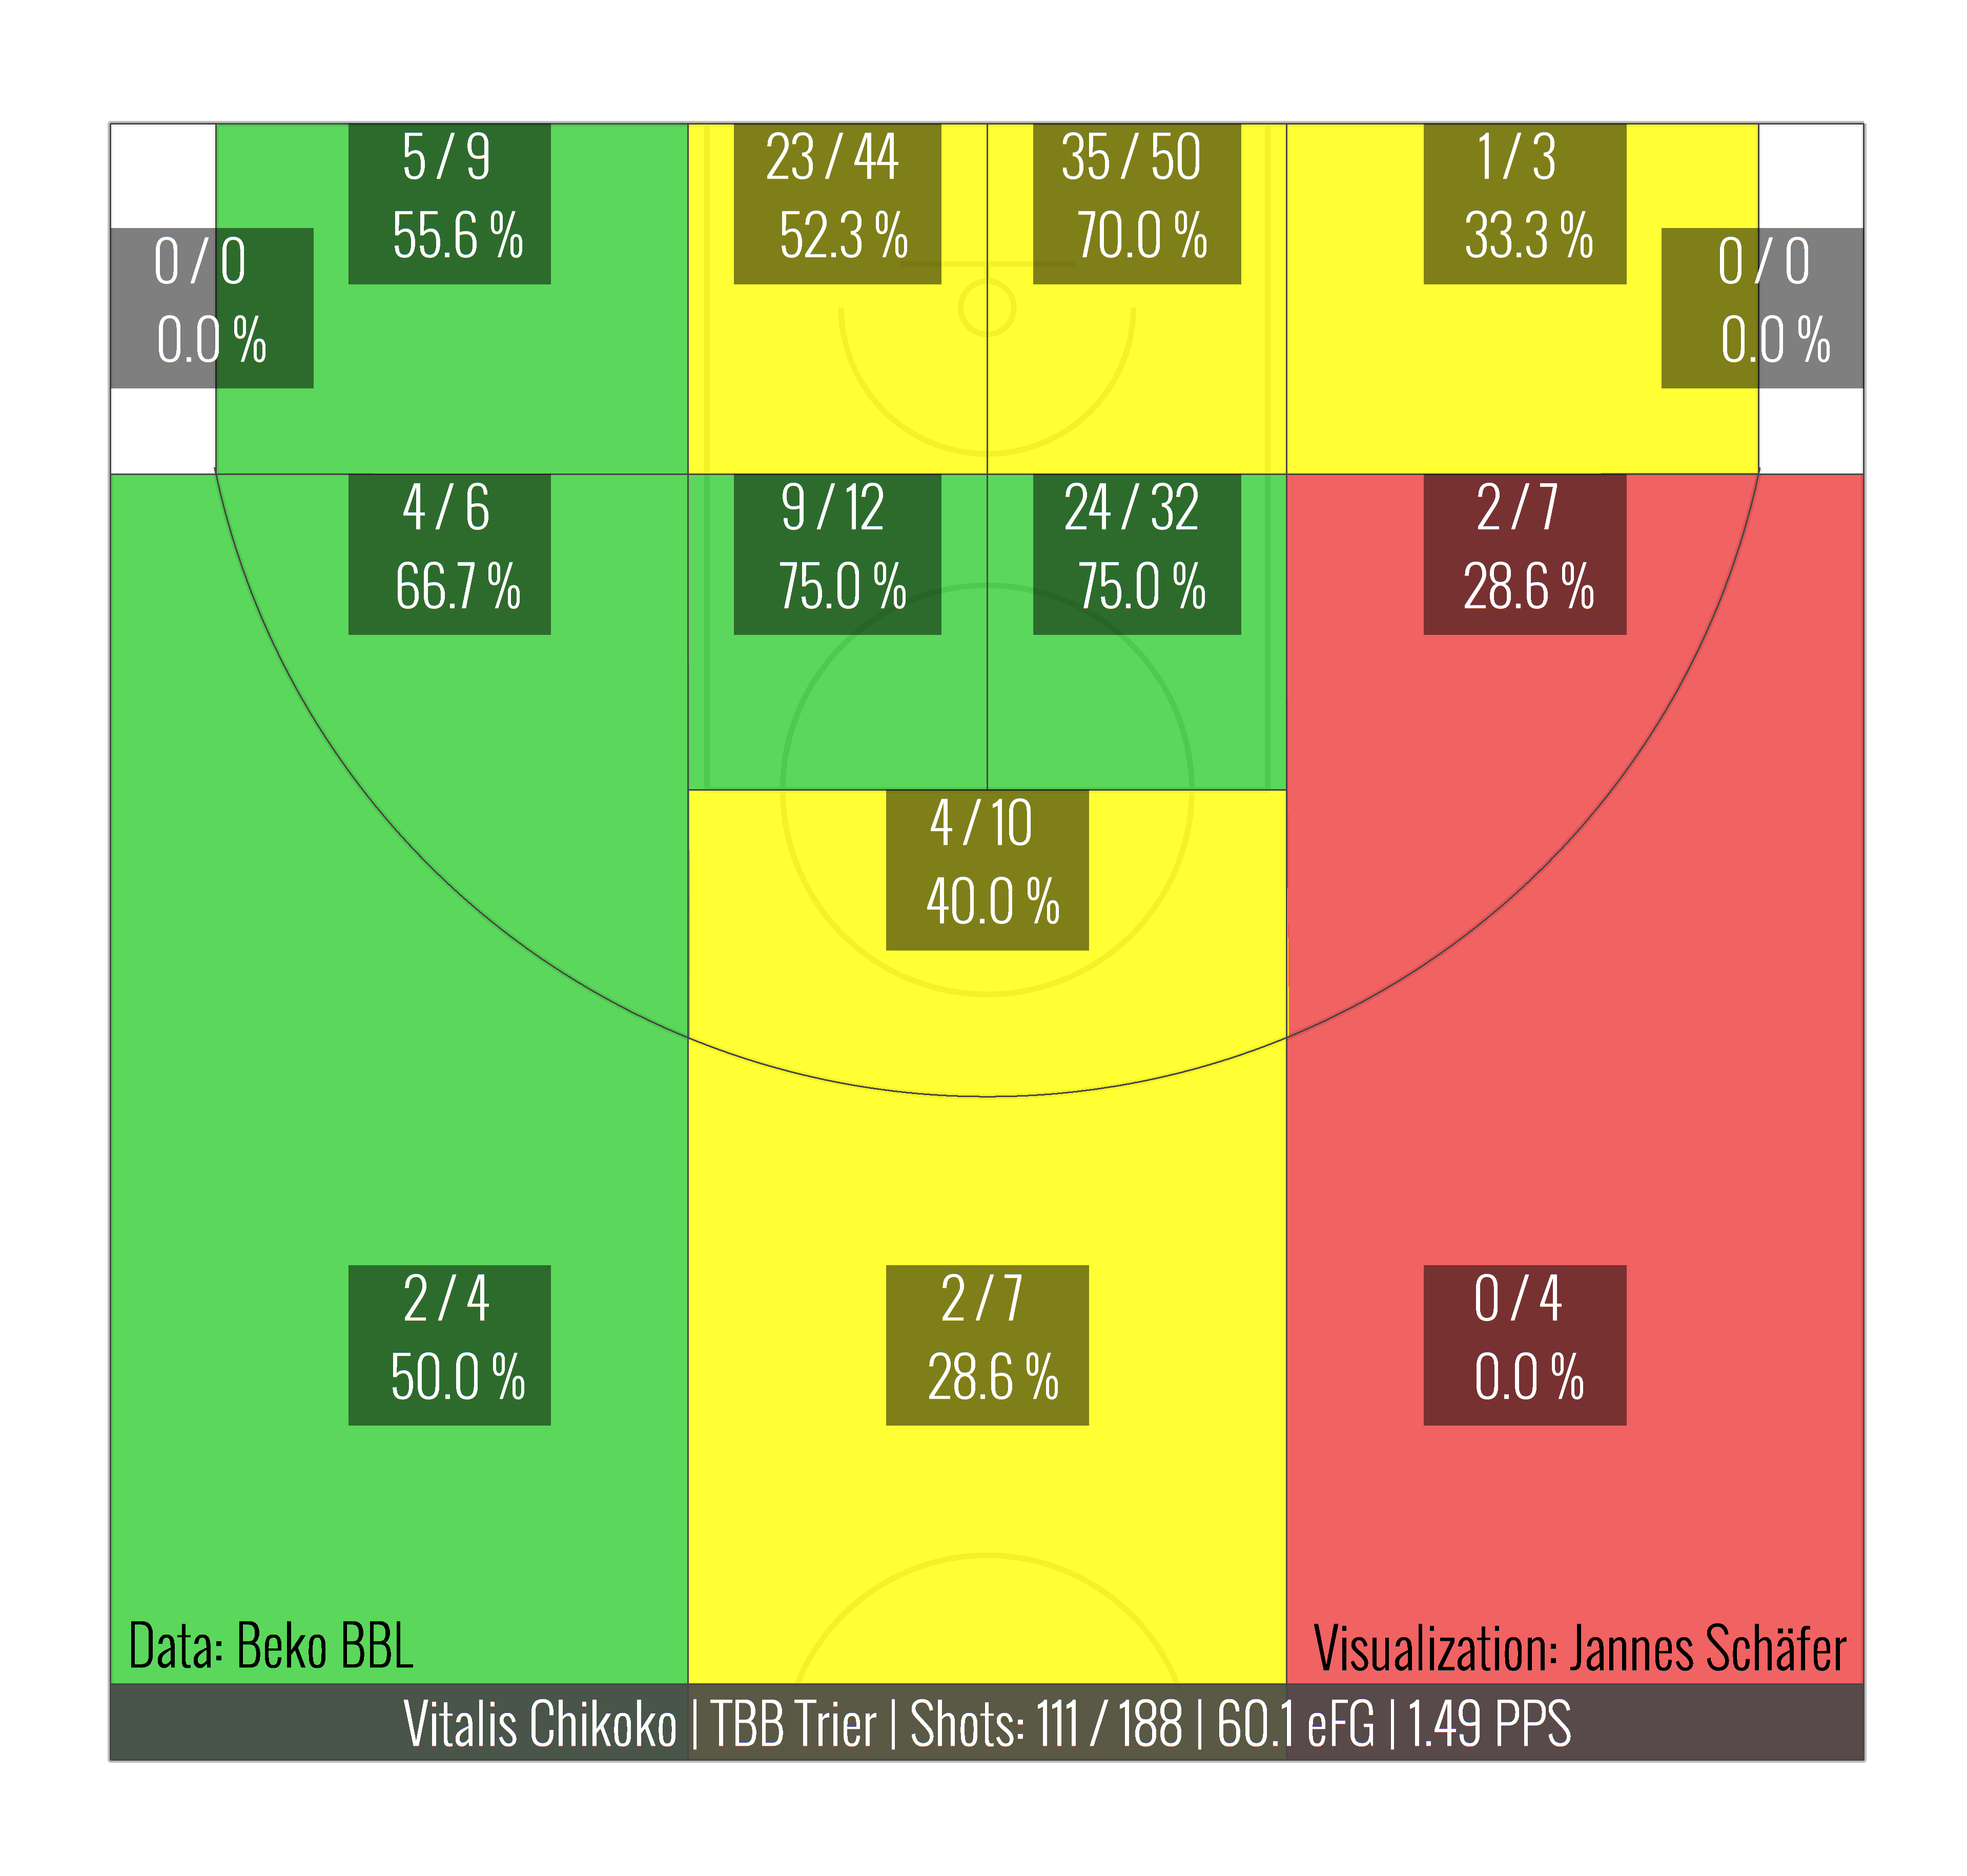 5 / 9
55.6 %
23 / 44
52.3 %
35 / 50
70.0 %
1 / 3
33.3 %
0 / 0
0.0 %
0 / 0
0.0 %
4 / 6
66.7 %
9 / 12
75.0 %
24 / 32
75.0 %
2 / 7
28.6 %
4 / 10
40.0 %
2 / 4
50.0 %
2 / 7
28.6 %
0 / 4
0.0 %
Data: Beko BBL
Visualization: Jannes Schäfer
Vitalis Chikoko | TBB Trier | Shots: 111 / 188 | 60.1 eFG | 1.49 PPS